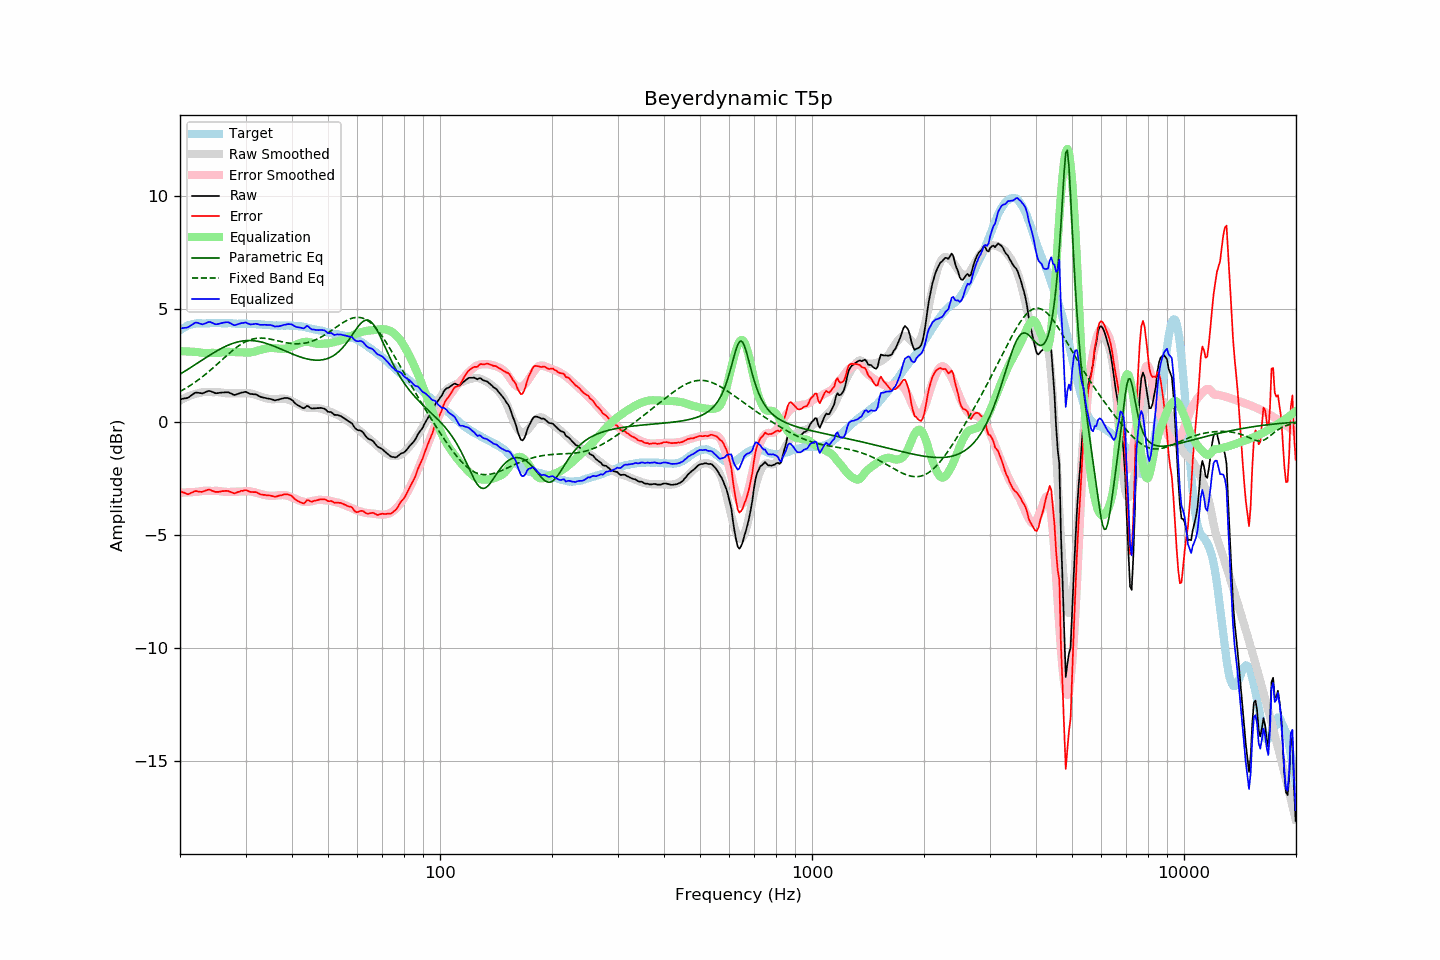 Beyerdynamic T5p
Target
Raw Smoothed
Error Smoothed
Raw
Error
Equalization
Parametric Eq
Fixed Band Eq
Equalized
10
5
0
−5
−10
−15
Amplitude (dBr)
100
1000
10000
Frequency (Hz)